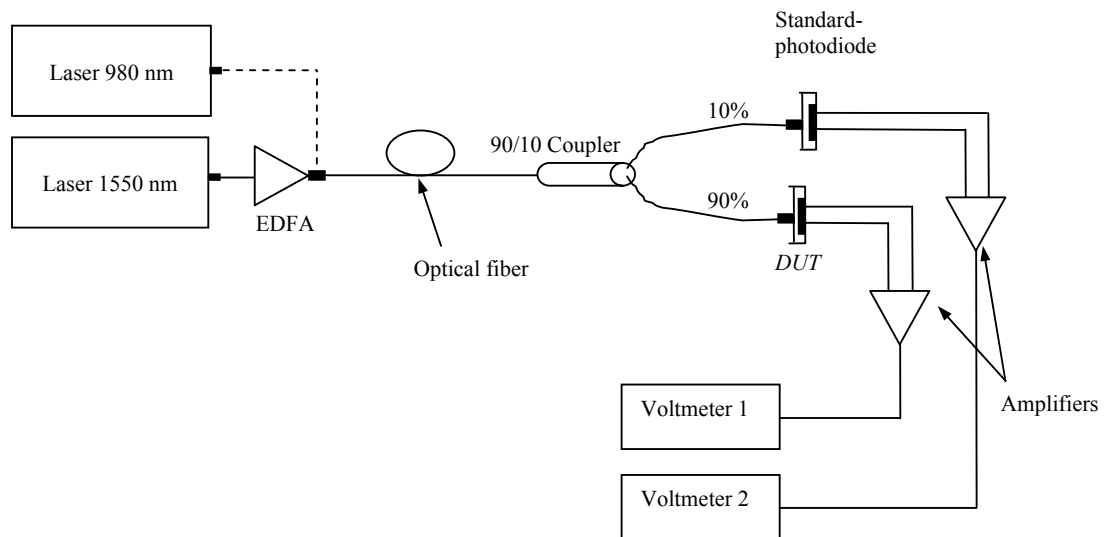 Standard-
photodiode
Laser 980 nm
10%
90/10 Coupler
Laser 1550 nm
90%
EDFA
DUT
Optical fiber
Amplifiers
Voltmeter 1
Voltmeter 2